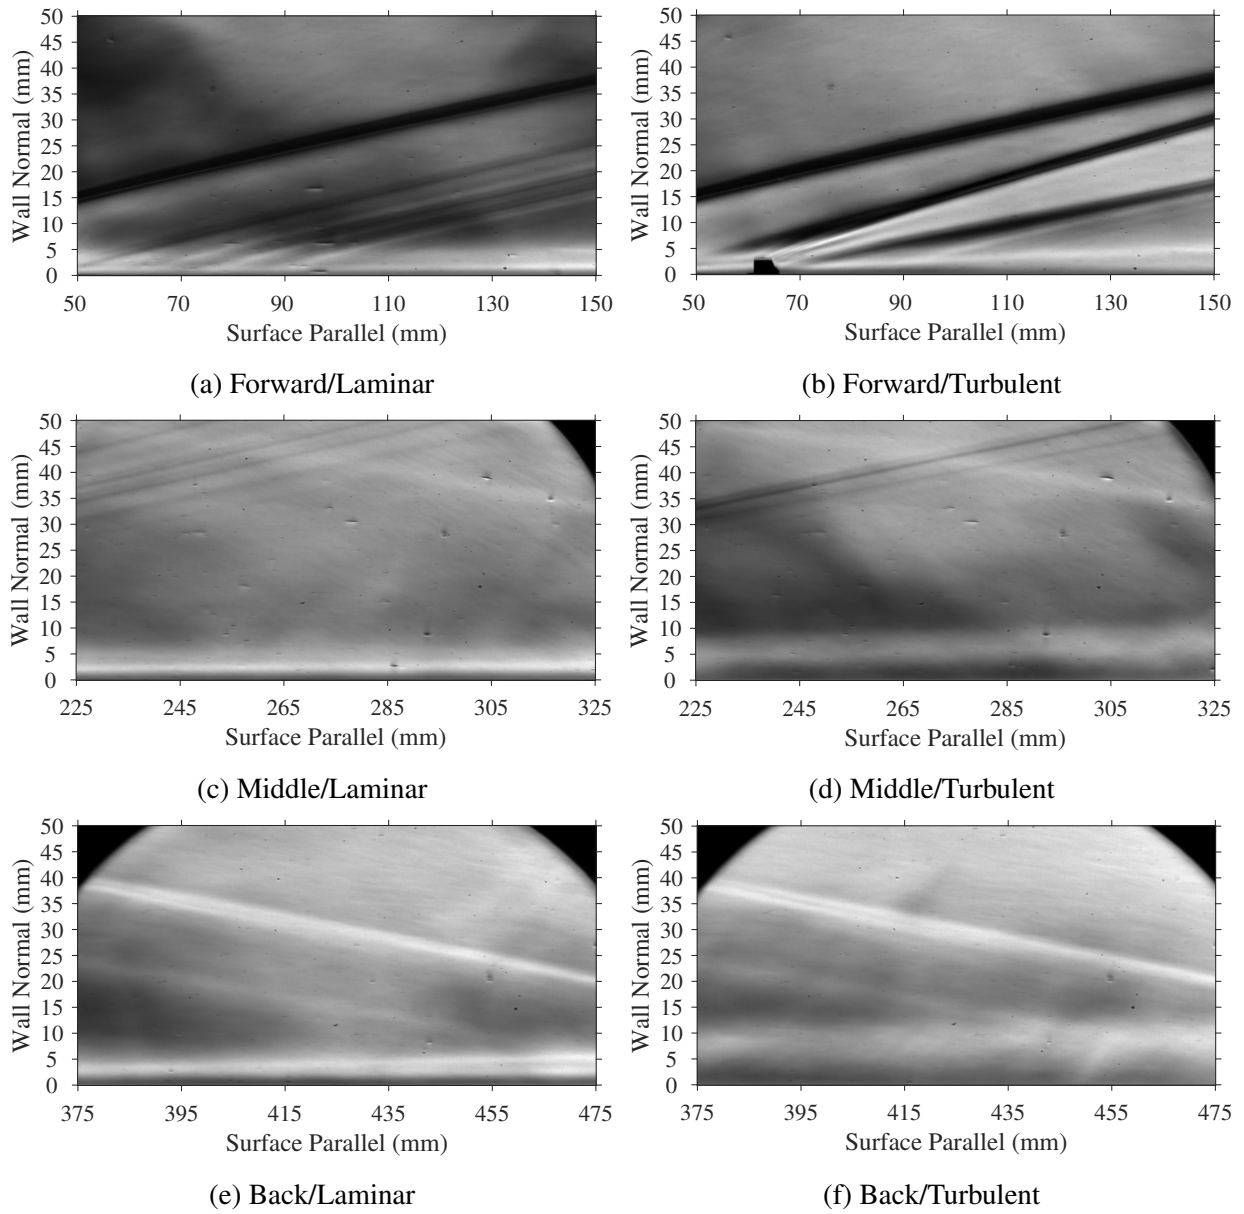 50
45
40
35
30
25
20
15
10
5
0
Wall Normal (mm)
50 70 90 110 130 150
Surface Parallel (mm)
(a) Forward/Laminar
50
45
40
35
30
25
20
15
10
5
0
Wall Normal (mm)
50 70 90 110 130 150
Surface Parallel (mm)
(b) Forward/Turbulent
50
45
40
35
30
25
20
15
10
5
0
Wall Normal (mm)
225 245 265 285 305 325
Surface Parallel (mm)
(c) Middle/Laminar
50
45
40
35
30
25
20
15
10
5
0
Wall Normal (mm)
225 245 265 285 305 325
Surface Parallel (mm)
(d) Middle/Turbulent
50
45
40
35
30
25
20
15
10
5
0
Wall Normal (mm)
375 395 415 435 455 475
Surface Parallel (mm)
(e) Back/Laminar
50
45
40
35
30
25
20
15
10
5
0
Wall Normal (mm)
375 395 415 435 455 475
Surface Parallel (mm)
(f) Back/Turbulent